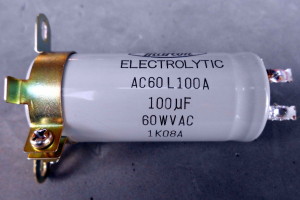 ELECTROLYTIC
AC60L100A
100µF
60WVAC
1K08A